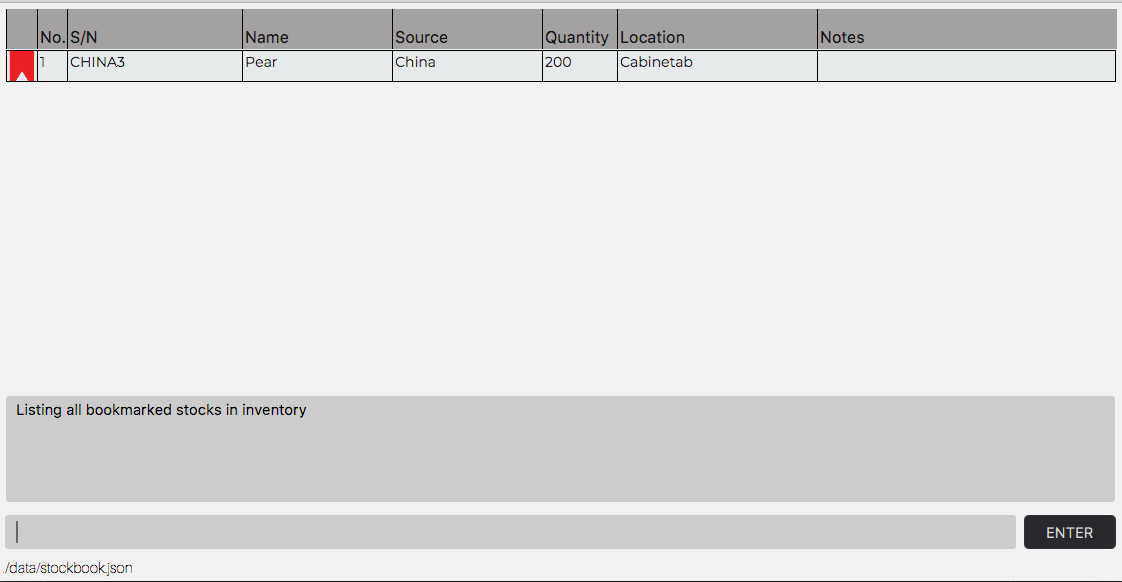 No. S/N Name Source Quantity Location Notes
1 CHINA3 Pear China 200 Cabinetab
Listing all bookmarked stocks in inventory
ENTER
./data/stockbook.json